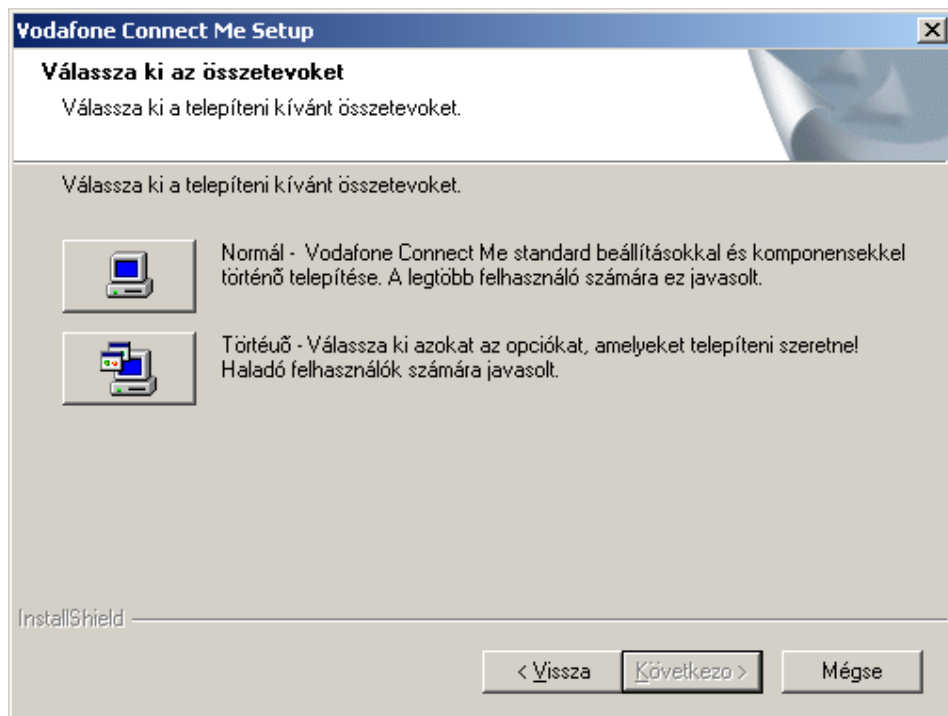 Vodafone Connect Me Setup
Válassza ki az összetevoket
Válassza ki a telepíteni kívánt összetevoket.
Válassza ki a telepíteni kívánt összetevoket.
Normál - Vodafone Connect Me standard beállításokkal és komponensekkel
történõ telepítése. A legtöbb felhasználó számára ez javasolt.
Törtéuõ - Válassza ki azokat az opciókat, amelyeket telepíteni szeretne!
Haladó felhasználók számára javasolt.
InstallShield
< Vissza
Következo >
Mégse